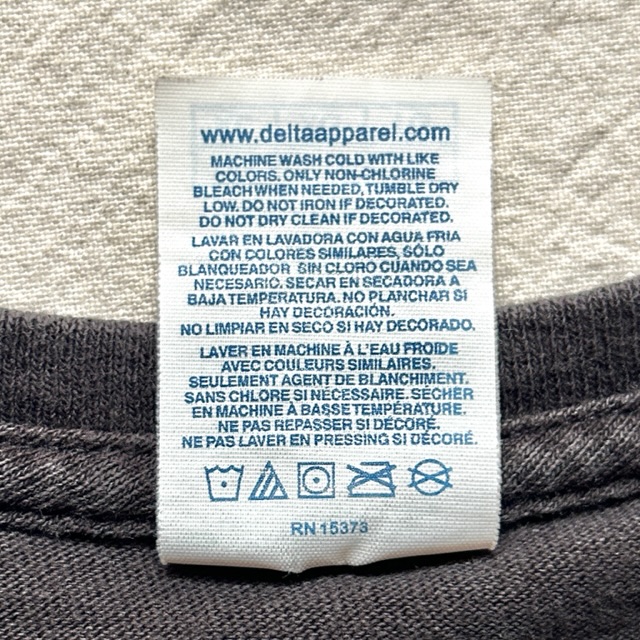 www.deltaapparel.com
MACHINE WASH COLD WITH LIKE
COLORS. ONLY NON-CHLORINE
BLEACH WHEN NEEDED, TUMBLE DRY
LOW. DO NOT IRON IF DECORATED.
DO NOT DRY CLEAN IF DECORATED.
LAVAR EN LAVADORA CON AGUA FRIA
CON COLORES SIMILARES, SÓLO
BLANQUEADOR SIN CLORO CUANDO SEA
NECESARIO. SECAR EN SECADORA A
BAJA TEMPERATURA. NO PLANCHAR SI
HAY DECORACIÓN.
NO LIMPIAR EN SECO SI HAY DECORADO.
LAVER EN MACHINE À L'EAU FROIDE
AVEC COULEURS SIMILAIRES.
SEULEMENT AGENT DE BLANCHIMENT.
SANS CHLORE SI NÉCESSAIRE. SÉCHER
EN MACHINE À BASSE TEMPÉRATURE.
NE PAS REPASSER SI DÉCORÉ.
NE PAS LAVER EN PRESSING SI DÉCORÉ.
RN 15373